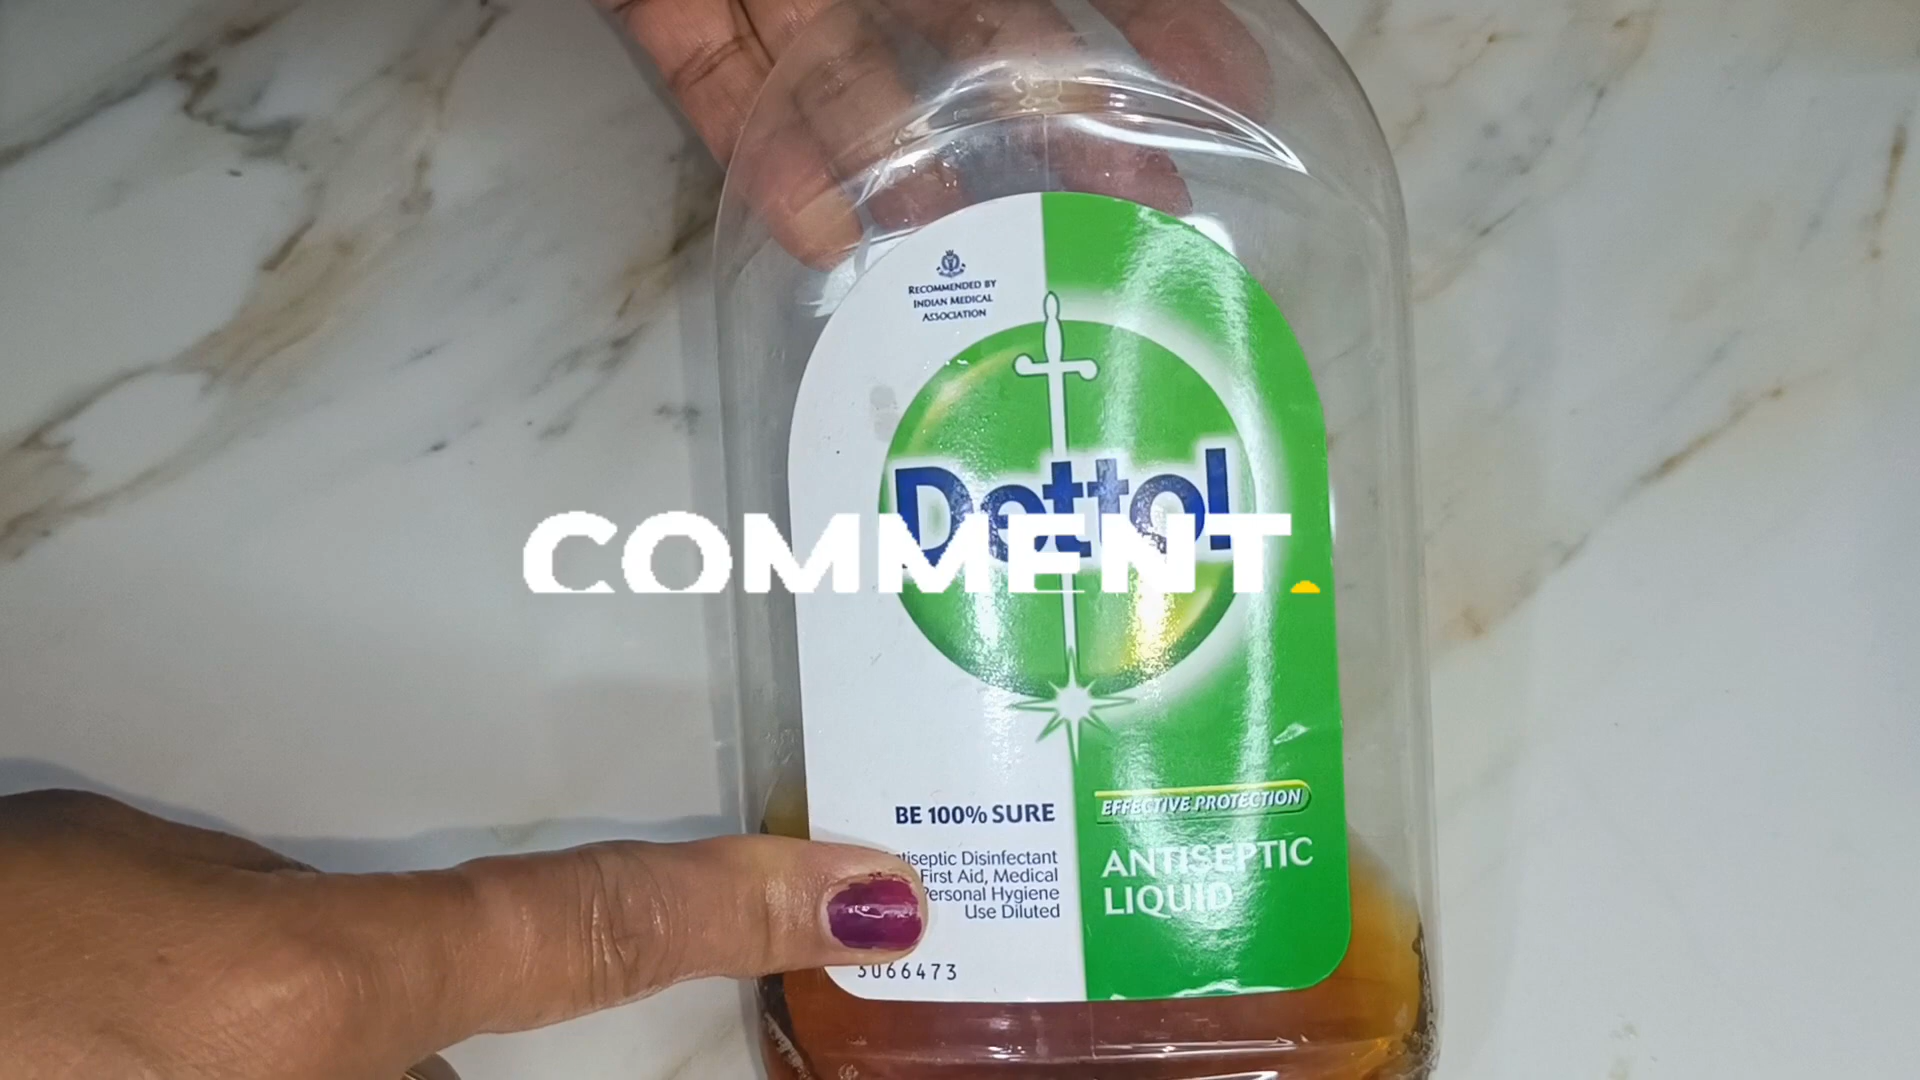 RECOMMENDED BY
INDIAN MEDICAL
ASSOCIATION
Dettol
COMMENT.
BE 100% SURE
Disinfectant
First Aid, Medical
Personal Hygiene
Use Diluted
EFFECTIVE PROTECTION
ANTISEPTIC
LIQUID
3066473